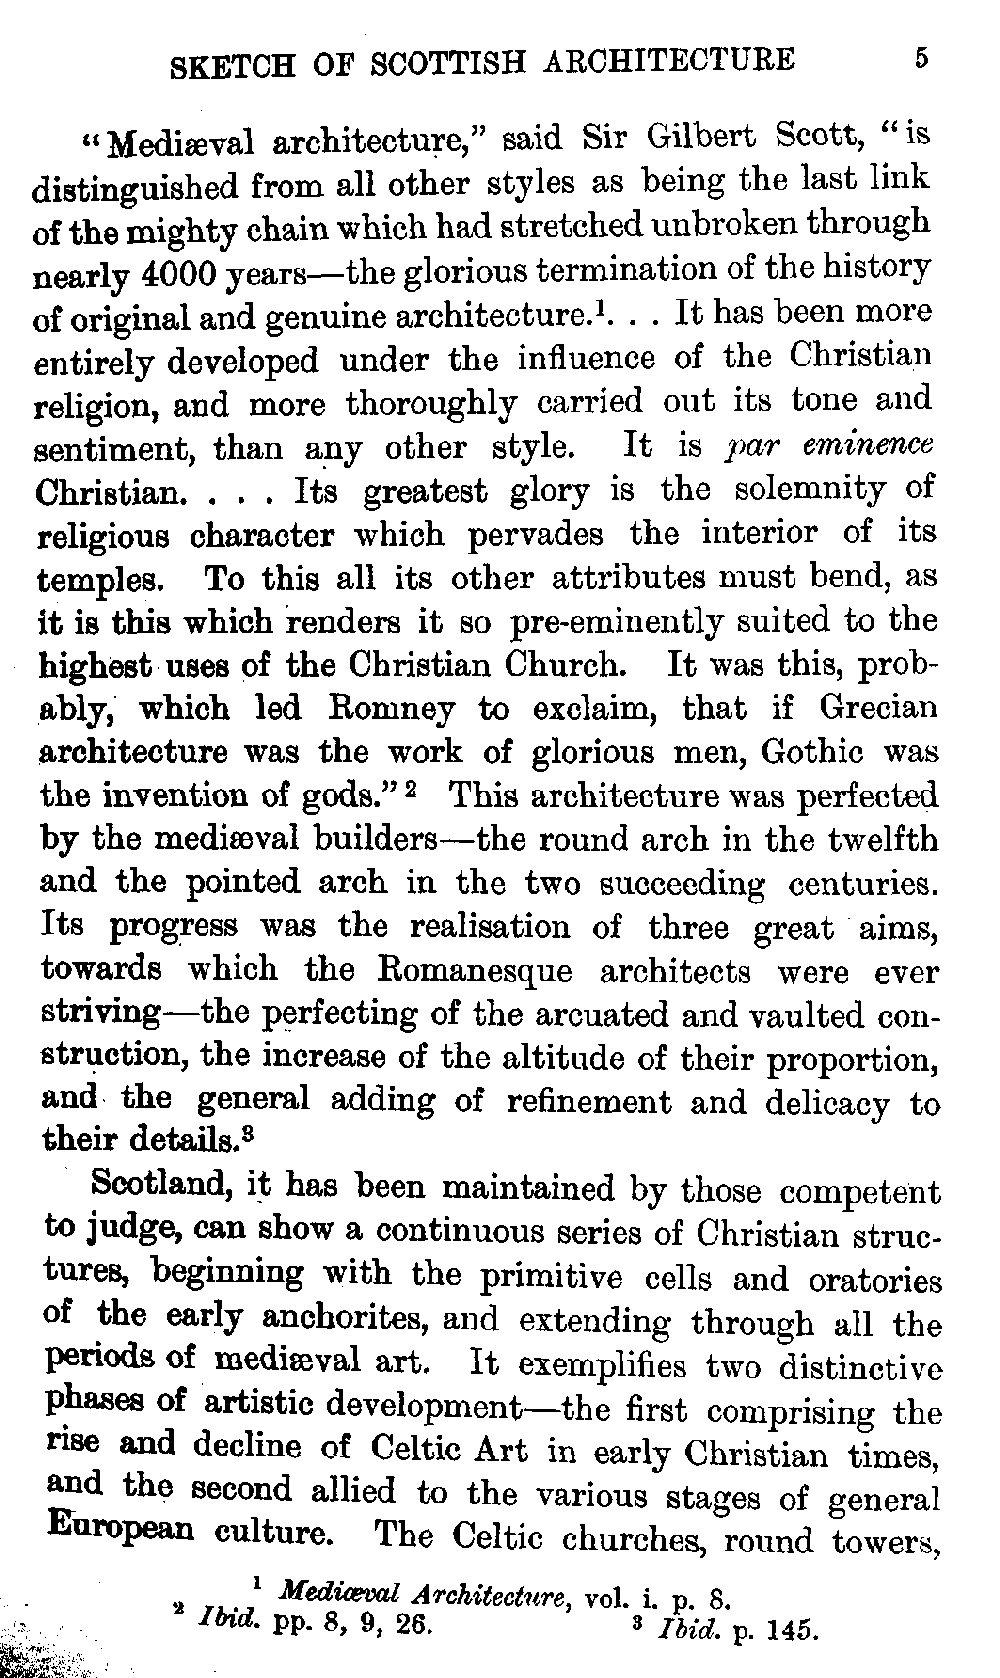 SKETCH OF SCOTTISH ARCHITECTURE 5
“Mediæval architecture,” said Sir Gilbert Scott, “is
distinguished from all other styles as being the last link
of the mighty chain which had stretched unbroken through
nearly 4000 years—the glorious termination of the history
of original and genuine architecture.¹. . . It has been more
entirely developed under the influence of the Christian
religion, and more thoroughly carried out its tone and
sentiment, than any other style. It is par eminence
Christian. . . . Its greatest glory is the solemnity of
religious character which pervades the interior of its
temples. To this all its other attributes must bend, as
it is this which renders it so pre-eminently suited to the
highest uses of the Christian Church. It was this, prob-
ably, which led Romney to exclaim, that if Grecian
architecture was the work of glorious men, Gothic was
the invention of gods.” ² This architecture was perfected
by the mediæval builders—the round arch in the twelfth
and the pointed arch in the two succeeding centuries.
Its progress was the realisation of three great aims,
towards which the Romanesque architects were ever
striving—the perfecting of the arcuated and vaulted con-
struction, the increase of the altitude of their proportion,
and the general adding of refinement and delicacy to
their details.³
Scotland, it has been maintained by those competent
to judge, can show a continuous series of Christian struc-
tures, beginning with the primitive cells and oratories
of the early anchorites, and extending through all the
periods of mediæval art. It exemplifies two distinctive
phases of artistic development—the first comprising the
rise and decline of Celtic Art in early Christian times,
and the second allied to the various stages of general
European culture. The Celtic churches, round towers,
¹ Mediæval Architecture, vol. i. p. 8.
² Ibid. pp. 8, 9, 26. ³ Ibid. p. 145.